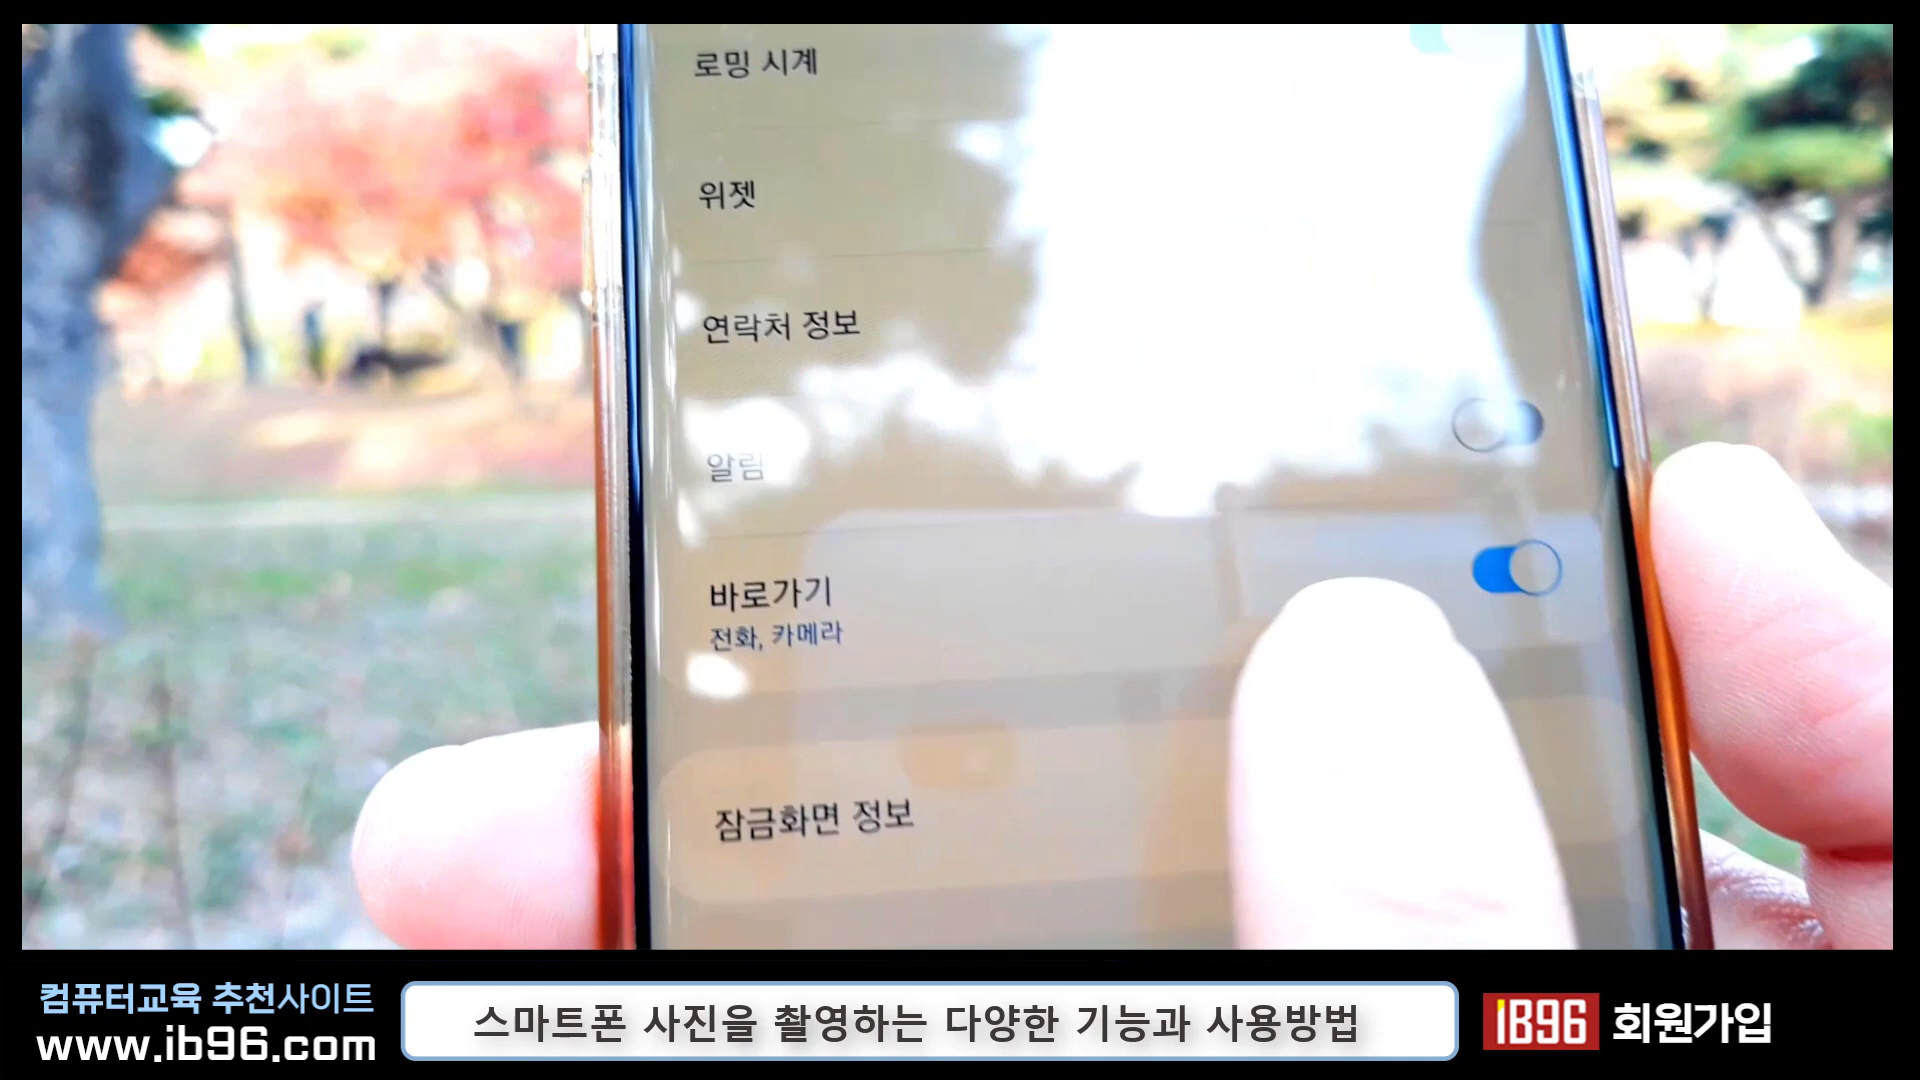 로밍 시계
위젯
연락처 정보
알림
바로가기
전화, 카메라
잠금화면 정보
컴퓨터교육 추천사이트
www.ib96.com
스마트폰 사진을 촬영하는 다양한 기능과 사용방법
IB96 회원가입